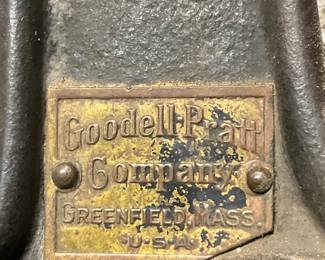 Goodell-Pratt
Company
GREENFIELD, MASS.
U·S·A·